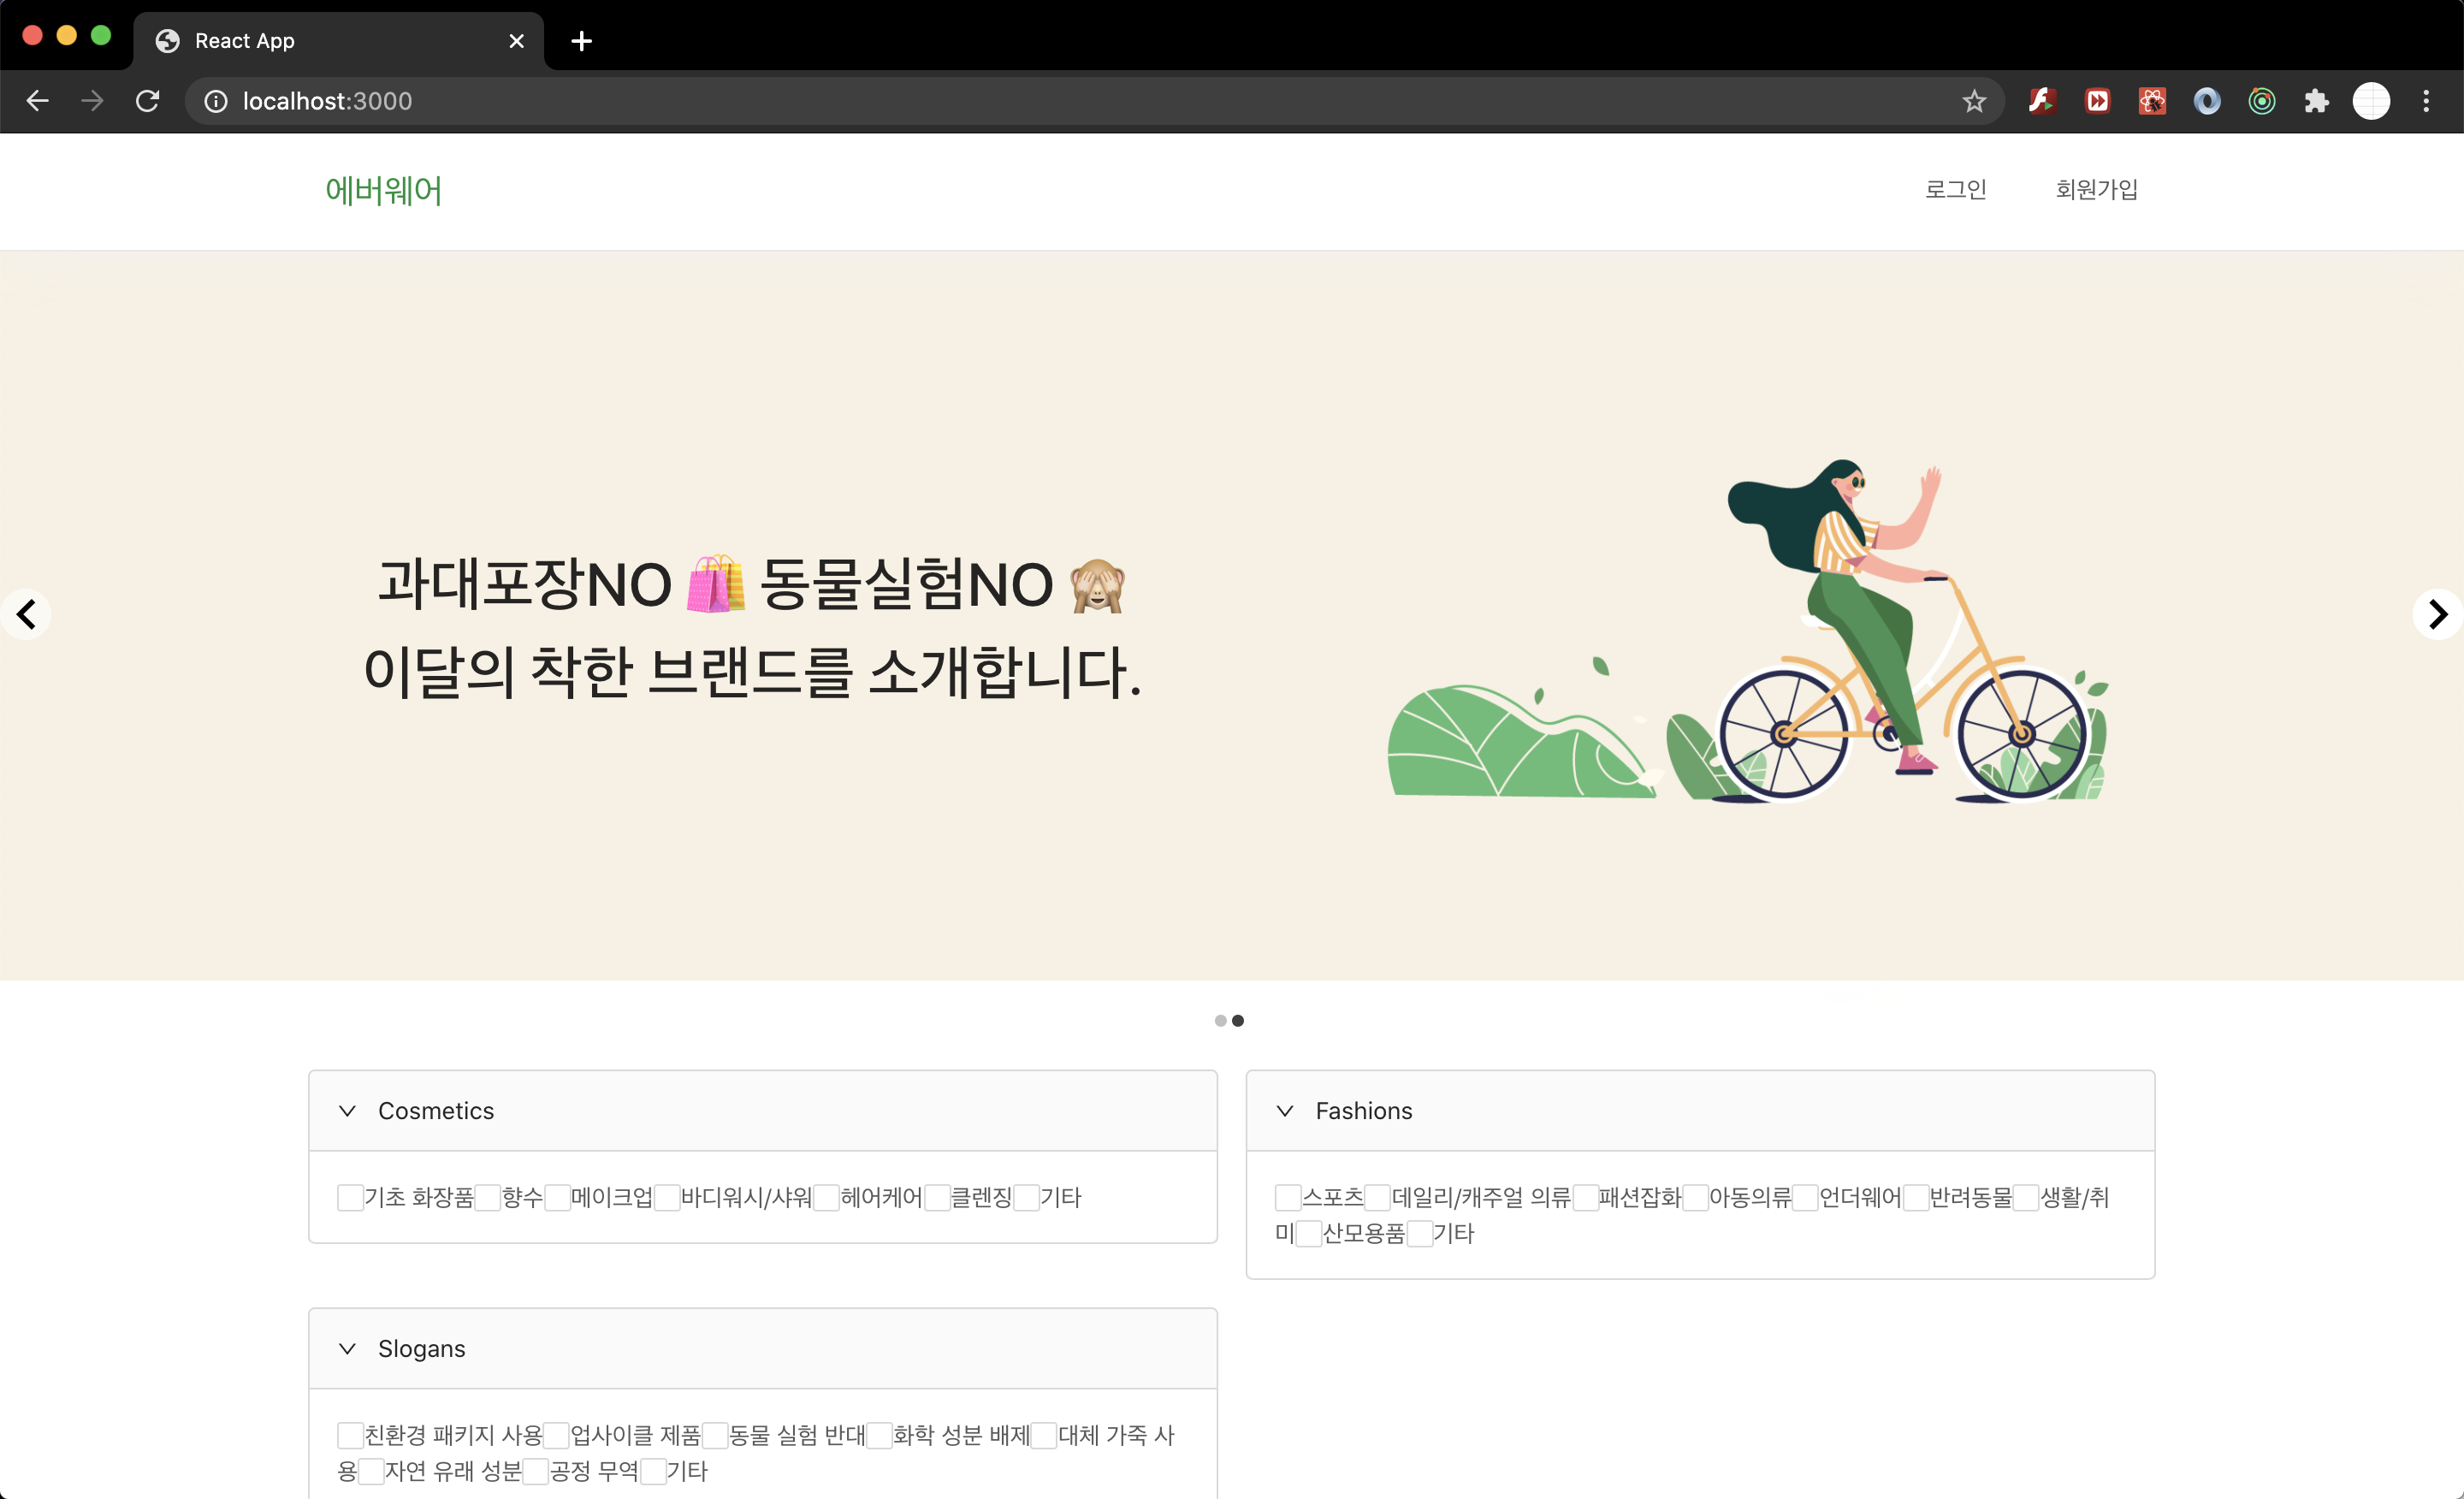 React App
localhost:3000
에버웨어
로그인 회원가입
과대포장NO 🛍️ 동물실험NO 🙈
이달의 착한 브랜드를 소개합니다.
Cosmetics
기초 화장품 향수 메이크업 바디워시/샤워 헤어케어 클렌징 기타
Fashions
스포츠 데일리/캐주얼 의류 패션잡화 아동의류 언더웨어 반려동물 생활/취
미 산모용품 기타
Slogans
친환경 패키지 사용 업사이클 제품 동물 실험 반대 화학 성분 배제 대체 가죽 사
용 자연 유래 성분 공정 무역 기타